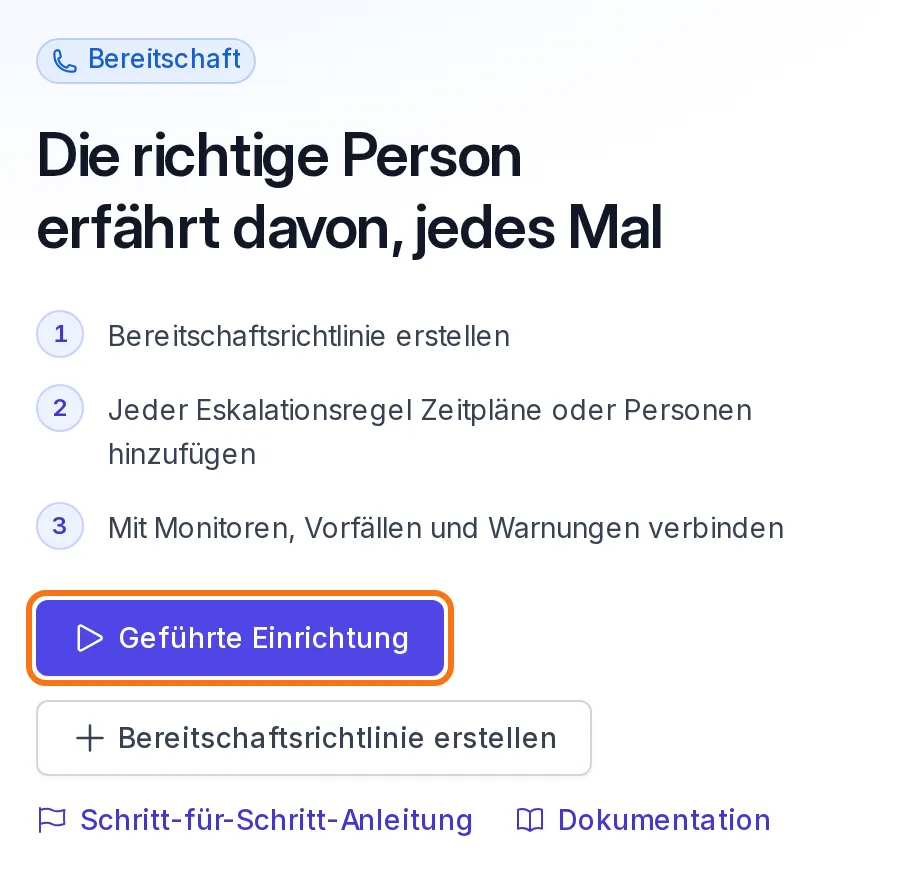 Bereitschaft
Die richtige Person
erfährt davon, jedes Mal
1 Bereitschaftsrichtlinie erstellen
2 Jeder Eskalationsregel Zeitpläne oder Personen
hinzufügen
3 Mit Monitoren, Vorfällen und Warnungen verbinden
Geführte Einrichtung
Bereitschaftsrichtlinie erstellen
Schritt-für-Schritt-Anleitung Dokumentation